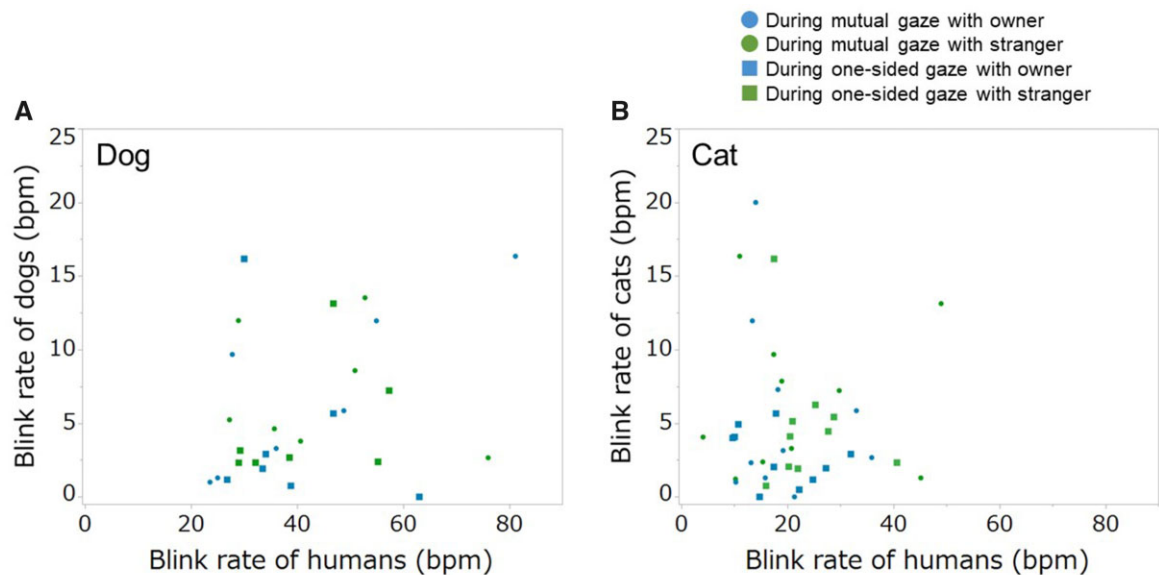 During mutual gaze with owner
During mutual gaze with stranger
During one-sided gaze with owner
During one-sided gaze with stranger
A
Dog
25
20
15
10
5
0
Blink rate of dogs (bpm)
0 20 40 60 80
Blink rate of humans (bpm)
B
Cat
25
20
15
10
5
0
Blink rate of cats (bpm)
0 20 40 60 80
Blink rate of humans (bpm)